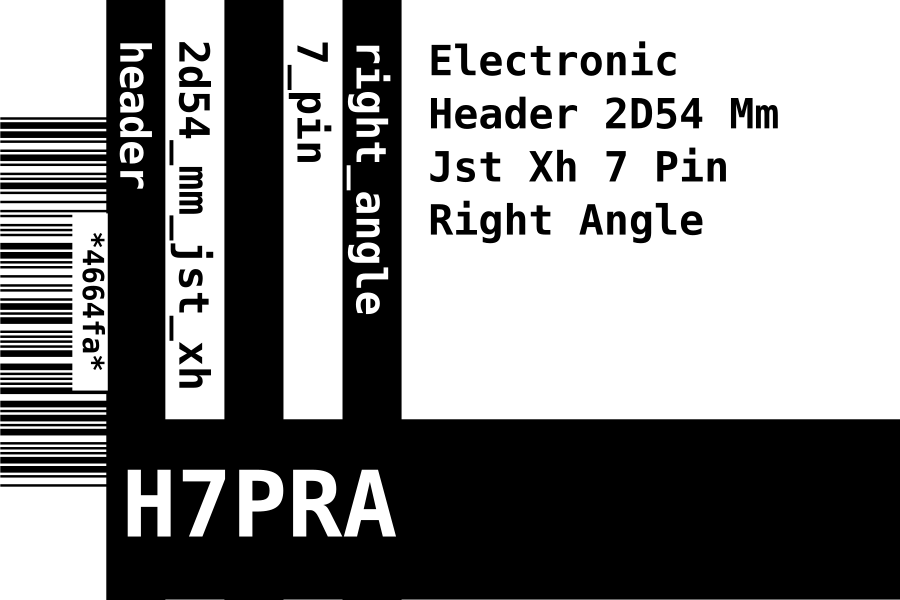 *4664fa*
header
2d54_mm_jst_xh
7_pin
right_angle
Electronic
Header 2D54 Mm
Jst Xh 7 Pin
Right Angle
H7PRA